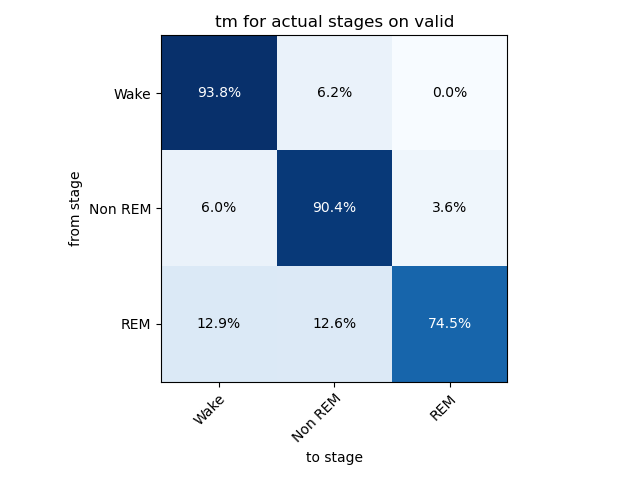 tm for actual stages on valid
Wake 93.8% 6.2% 0.0%
from stage
Non REM 6.0% 90.4% 3.6%
REM 12.9% 12.6% 74.5%
Wake Non REM REM
to stage